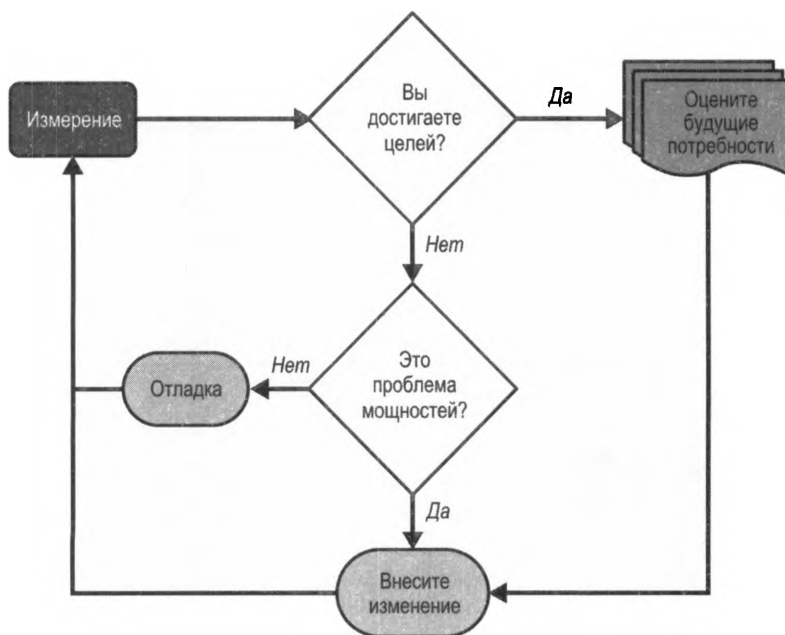 Измерение
Вы
достигаете
целей?
Да
Оцените
будущие
потребности
Нет
Это
проблема
мощностей?
Нет
Отладка
Да
Внесите
изменение